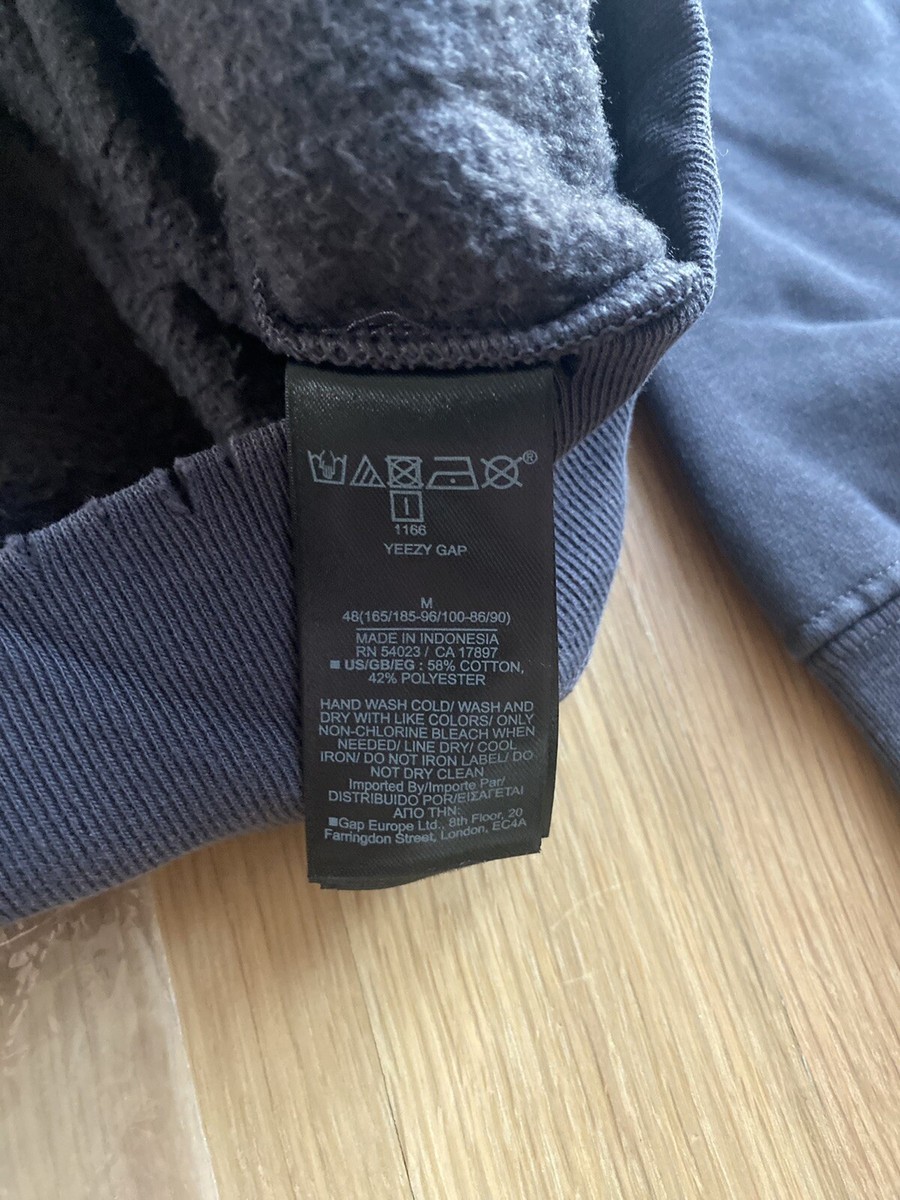 ®
I
1166
YEEZY GAP
M
48(165/185-96/100-86/90)
MADE IN INDONESIA
RN 54023 / CA 17897
■ US/GB/EG : 58% COTTON,
42% POLYESTER
HAND WASH COLD/ WASH AND
DRY WITH LIKE COLORS/ ONLY
NON-CHLORINE BLEACH WHEN
NEEDED/ LINE DRY/ COOL
IRON/ DO NOT IRON LABEL/ DO
NOT DRY CLEAN
Imported By/Importe Par/
DISTRIBUIDO POR/ΕΙΣΑΓΕΤΑΙ
ΑΠΟ ΤΗΝ:
■Gap Europe Ltd., 8th Floor, 20
Farringdon Street, London, EC4A